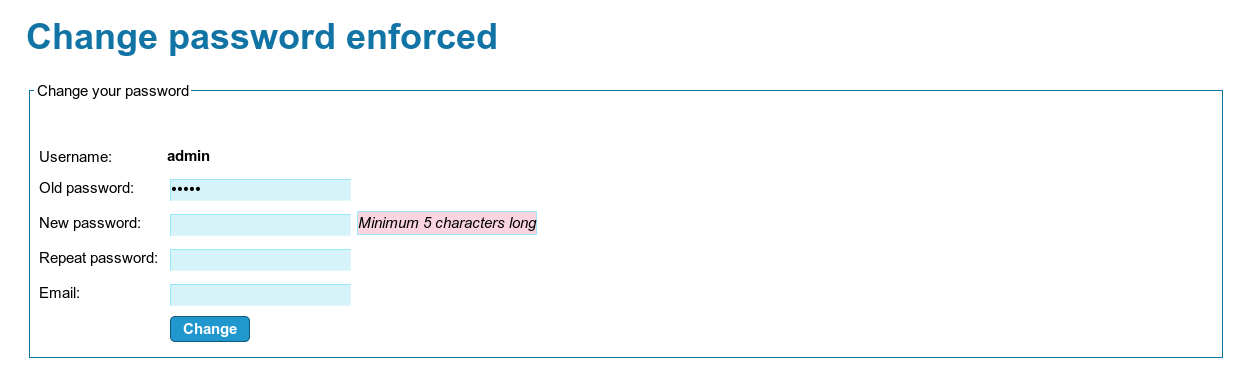 Change password enforced
Change your password
Username: admin
Old password: •••••
New password: Minimum 5 characters long
Repeat password:
Email:
Change